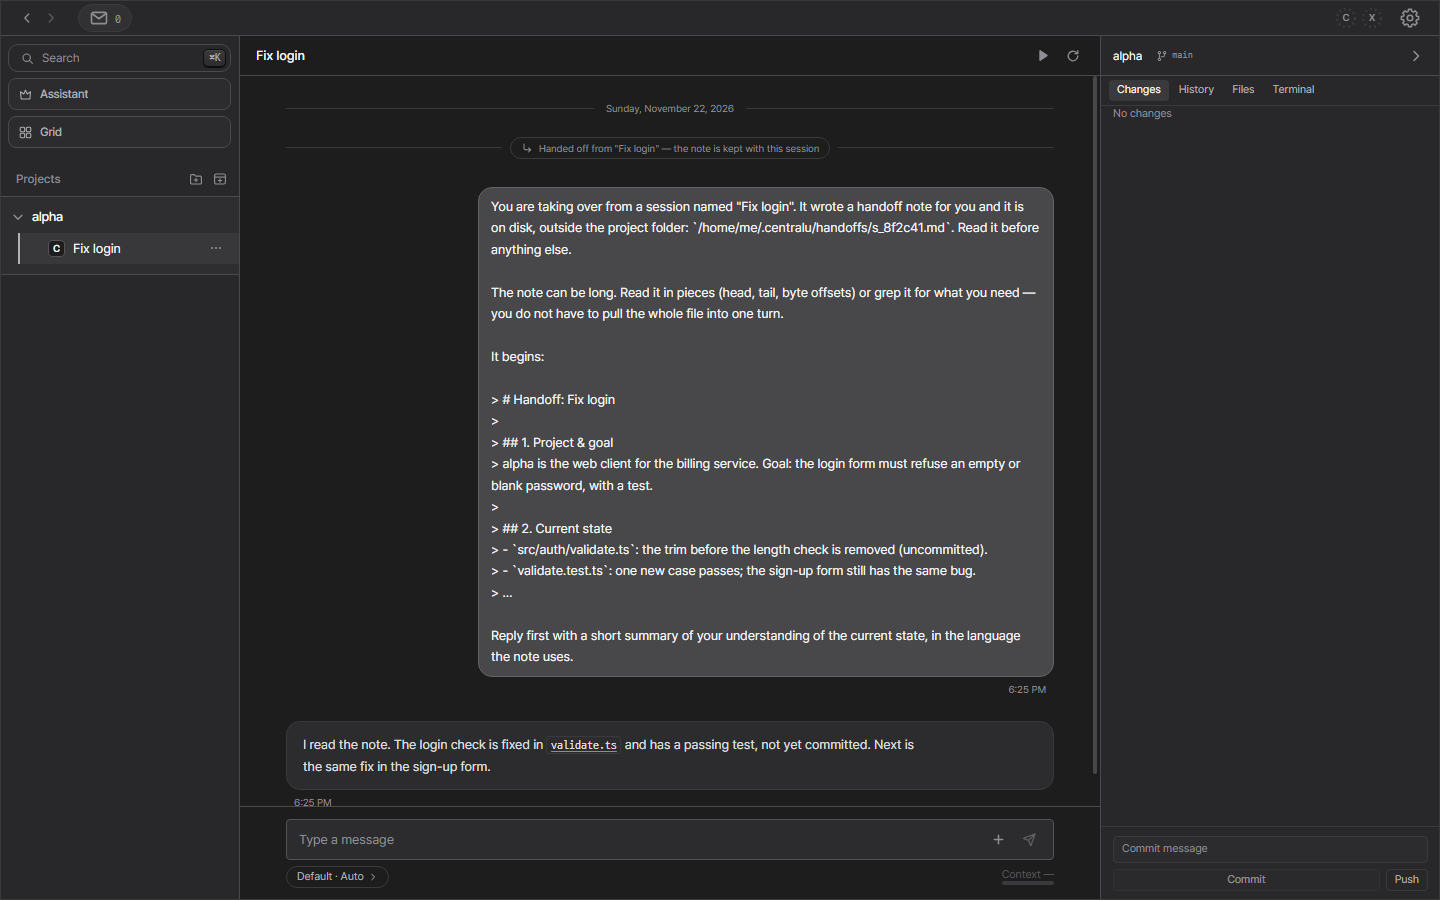 0
C
X
Search
⌘K
Assistant
Grid
Projects
alpha
C Fix login
Fix login
Sunday, November 22, 2026
Handed off from "Fix login" — the note is kept with this session
You are taking over from a session named "Fix login". It wrote a handoff note for you and it is
on disk, outside the project folder: `/home/me/.centralu/handoffs/s_8f2c41.md`. Read it before
anything else.
The note can be long. Read it in pieces (head, tail, byte offsets) or grep it for what you need —
you do not have to pull the whole file into one turn.
It begins:
> # Handoff: Fix login
>
> ## 1. Project & goal
> alpha is the web client for the billing service. Goal: the login form must refuse an empty or
blank password, with a test.
>
> ## 2. Current state
> - `src/auth/validate.ts`: the trim before the length check is removed (uncommitted).
> - `validate.test.ts`: one new case passes; the sign-up form still has the same bug.
> ...
Reply first with a short summary of your understanding of the current state, in the language
the note uses.
6:25 PM
I read the note. The login check is fixed in validate.ts and has a passing test, not yet committed. Next is
the same fix in the sign-up form.
6:25 PM
Type a message
Default · Auto
Context —
alpha
main
Changes
History
Files
Terminal
No changes
Commit message
Commit
Push